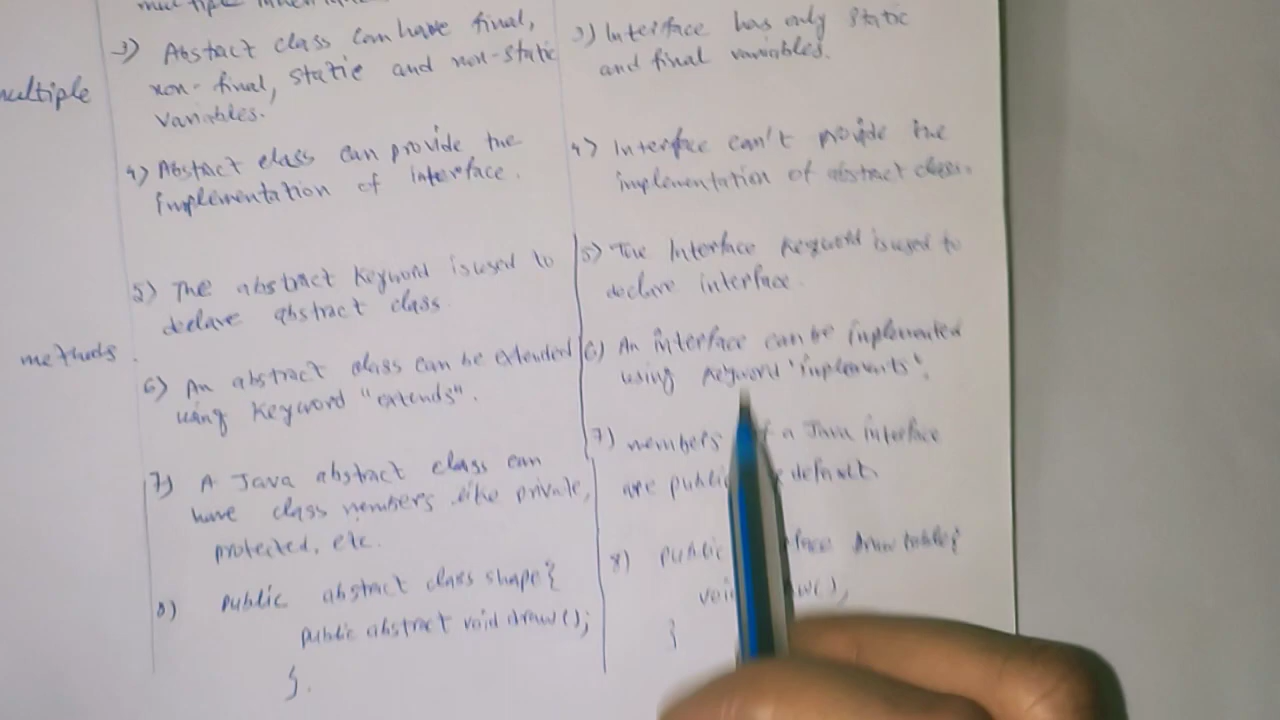 multiple
3) Abstract class can have final,
non-final, static and non-static
variables.
4) Abstract class can provide the
implementation of interface.
5) The abstract keyword is used to
declare abstract class
methods.
6) An abstract class can be extended
using keyword "extends".
7) A Java abstract class can
have class members like private,
protected, etc.
8) public abstract class shape{
public abstract void draw();
}.
3) Interface has only static
and final variables.
4) Interface can't provide the
implementation of abstract class.
5) The Interface keyword is used to
declare interface.
6) An interface can be implemented
using keyword 'implements'.
7) members a Java interface
are public default.
8) public Drawable{
void
}